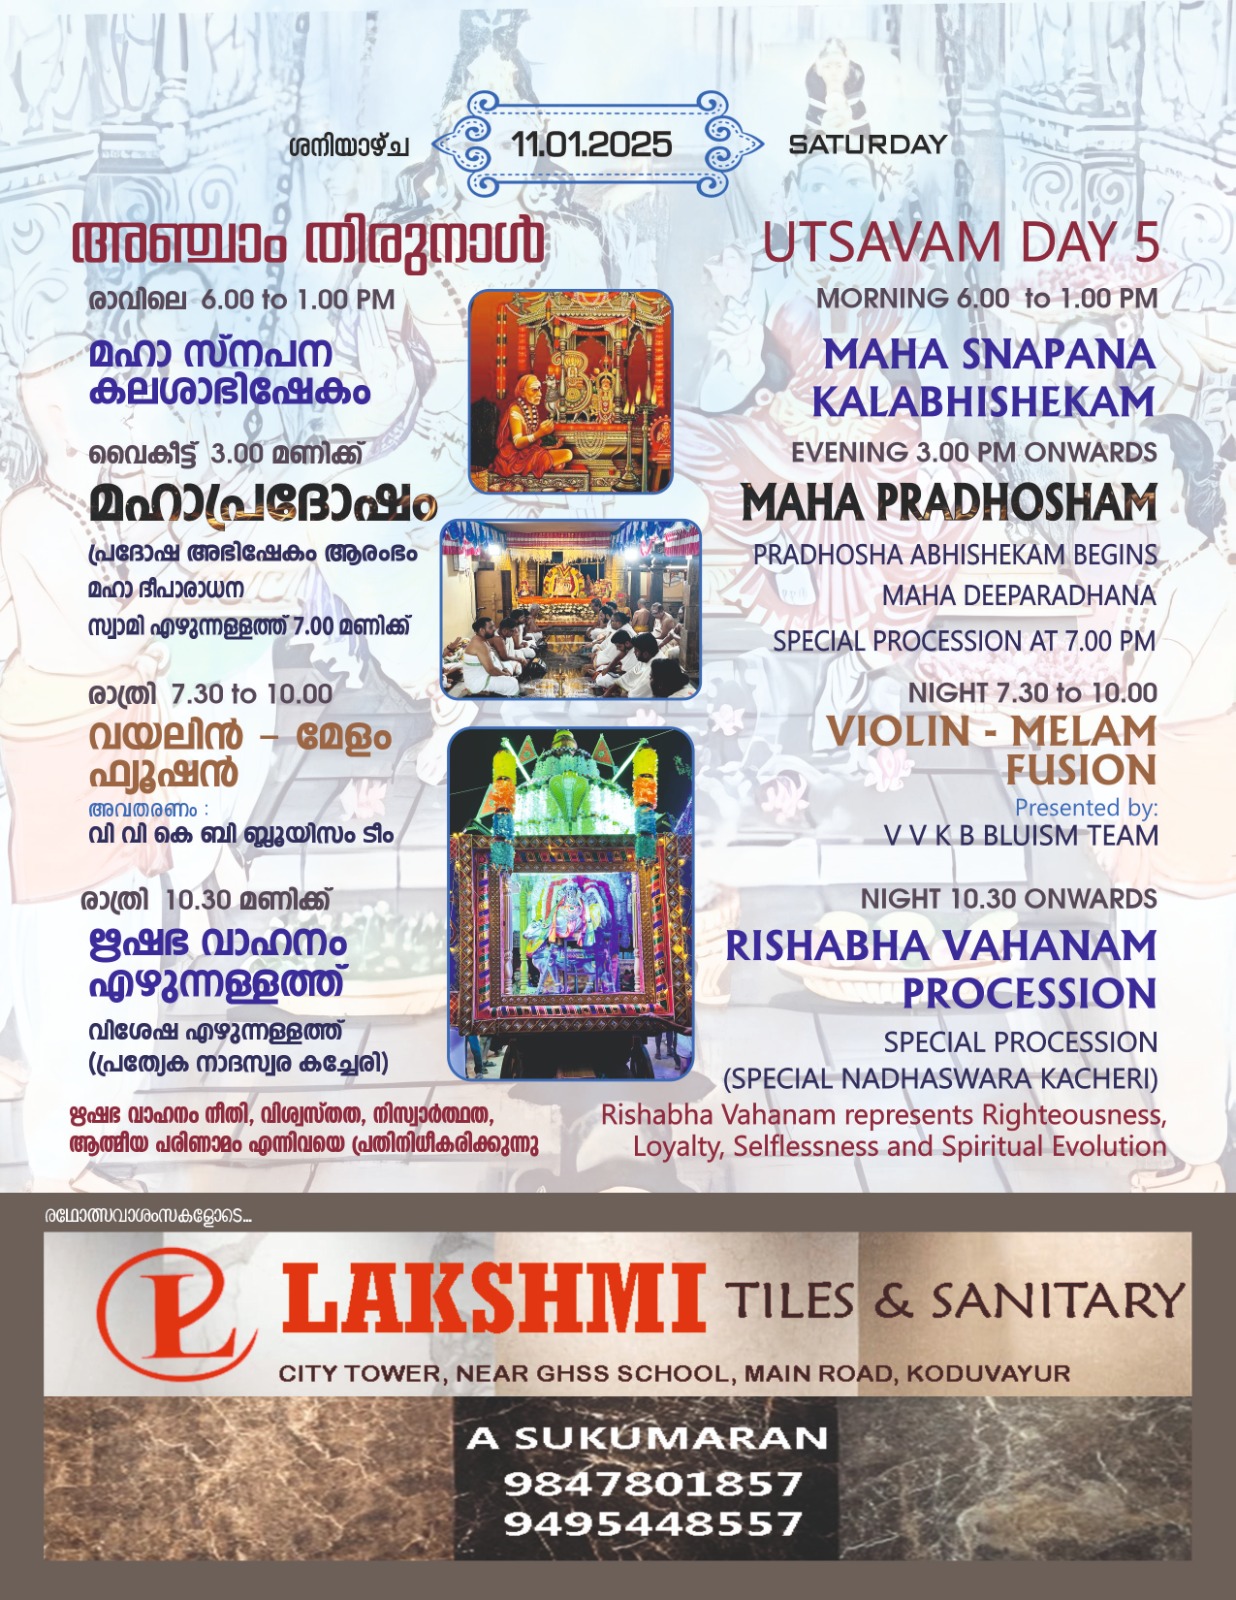 ശനിയാഴ്ച
11.01.2025
SATURDAY
അഞ്ചാം തിരുനാൾ
രാവിലെ 6.00 to 1.00 PM
മഹാ സ്നപന
കലശാഭിഷേകം
വൈകീട്ട് 3.00 മണിക്ക്
മഹാപ്രദോഷം
പ്രദോഷ അഭിഷേകം ആരംഭം
മഹാ ദീപാരാധന
സ്വാമി എഴുന്നള്ളത്ത് 7.00 മണിക്ക്
രാത്രി 7.30 to 10.00
വയലിൻ – മേളം
ഫ്യൂഷൻ
അവതരണം :
വി വി കെ ബി ബ്ലൂയിസം ടീം
രാത്രി 10.30 മണിക്ക്
ഋഷഭ വാഹനം
എഴുന്നള്ളത്ത്
വിശേഷ എഴുന്നള്ളത്ത്
(പ്രത്യേക നാദസ്വര കച്ചേരി)
ഋഷഭ വാഹനം നീതി, വിശ്വസ്തത, നിസ്വാർത്ഥത,
ആത്മീയ പരിണാമം എന്നിവയെ പ്രതിനിധീകരിക്കുന്നു
UTSAVAM DAY 5
MORNING 6.00 to 1.00 PM
MAHA SNAPANA
KALABHISHEKAM
EVENING 3.00 PM ONWARDS
MAHA PRADHOSHAM
PRADHOSHA ABHISHEKAM BEGINS
MAHA DEEPARADHANA
SPECIAL PROCESSION AT 7.00 PM
NIGHT 7.30 to 10.00
VIOLIN - MELAM
FUSION
Presented by:
V V K B BLUISM TEAM
NIGHT 10.30 ONWARDS
RISHABHA VAHANAM
PROCESSION
SPECIAL PROCESSION
(SPECIAL NADHASWARA KACHERI)
Rishabha Vahanam represents Righteousness,
Loyalty, Selflessness and Spiritual Evolution
രഥോത്സവാശംസകളോടെ...
LAKSHMI TILES & SANITARY
CITY TOWER, NEAR GHSS SCHOOL, MAIN ROAD, KODUVAYUR
A SUKUMARAN
9847801857
9495448557